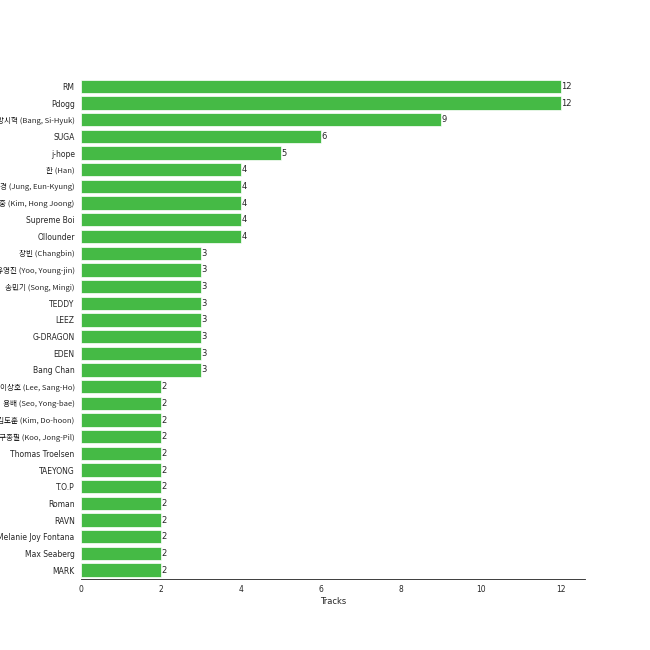 RM 12
Pdogg 12
방시혁 (Bang, Si-Hyuk) 9
SUGA 6
j-hope 5
한 (Han) 4
경 (Jung, Eun-Kyung) 4
중 (Kim, Hong Joong) 4
Supreme Boi 4
Ollounder 4
창빈 (Changbin) 3
유영진 (Yoo, Young-jin) 3
송민기 (Song, Mingi) 3
TEDDY 3
LEEZ 3
G-DRAGON 3
EDEN 3
Bang Chan 3
이상호 (Lee, Sang-Ho) 2
용배 (Seo, Yong-bae) 2
김도훈 (Kim, Do-hoon) 2
구종필 (Koo, Jong-Pil) 2
Thomas Troelsen 2
TAEYONG 2
T.O.P 2
Roman 2
RAVN 2
Melanie Joy Fontana 2
Max Seaberg 2
MARK 2
0 2 4 6 8 10 12
Tracks